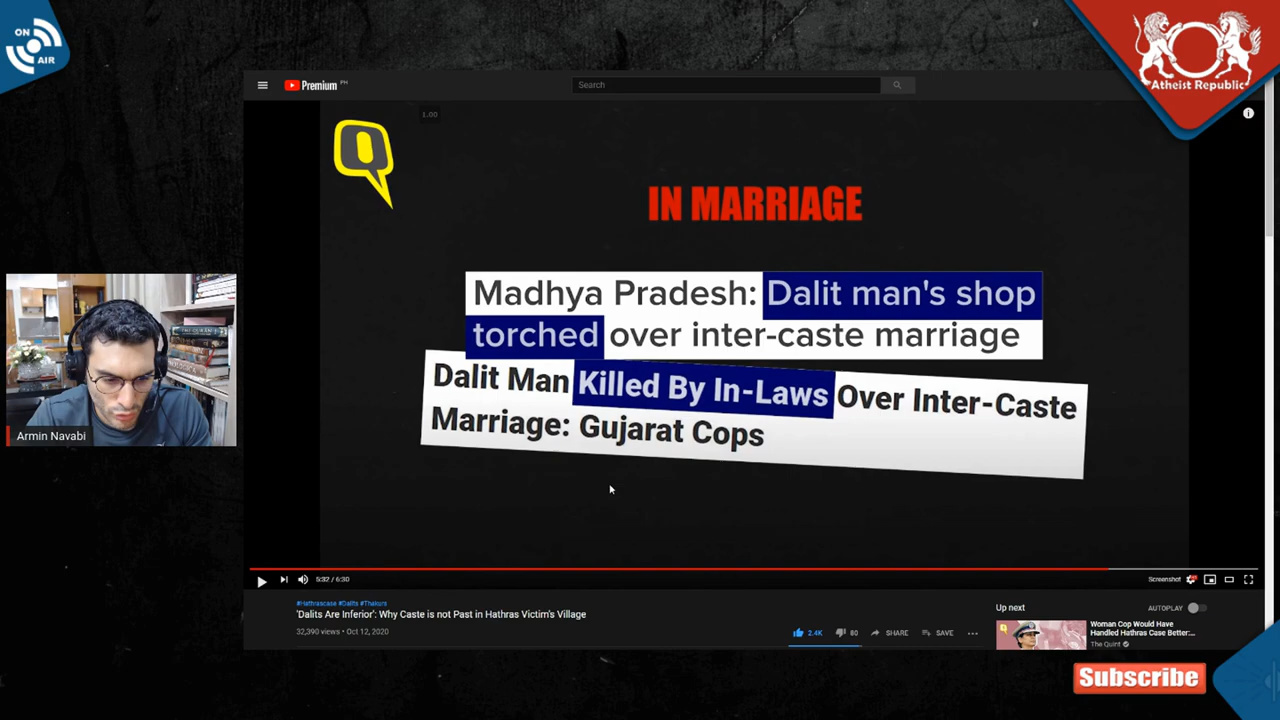 ON
AIR
Premium PH
Search
Atheist Republic
1.00
Q
IN MARRIAGE
Madhya Pradesh: Dalit man's shop
torched over inter-caste marriage
Dalit Man Killed By In-Laws Over Inter-Caste
Marriage: Gujarat Cops
Armin Navabi
5:32 / 6:30
Screenshot
#Hathrascase #Dalits #Thakurs
'Dalits Are Inferior': Why Caste is not Past in Hathras Victim's Village
32,390 views • Oct 12, 2020
2.4K
80
SHARE
SAVE
Up next
AUTOPLAY
Woman Cop Would Have
Handled Hathras Case Better:...
The Quint
Subscribe